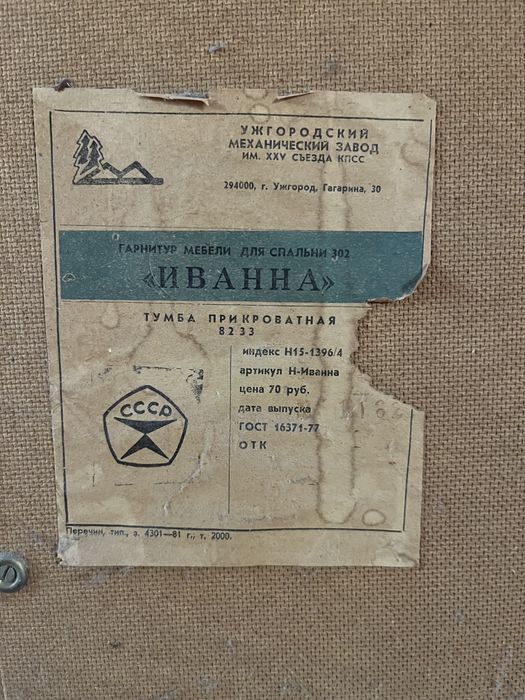 УЖГОРОДСКИЙ
МЕХАНИЧЕСКИЙ ЗАВОД
ИМ. XXV СЪЕЗДА КПСС
294000, г. Ужгород, Гагарина, 30
ГАРНИТУР МЕБЕЛИ ДЛЯ СПАЛЬНИ 302
«ИВАННА»
ТУМБА ПРИКРОВАТНАЯ
8233
индекс Н15-1396/4
артикул Н-Иванна
цена 70 руб.
дата выпуска
ГОСТ 16371-77
ОТК
СССР
Перечин, тип., з. 4301—81 г., т. 2000.